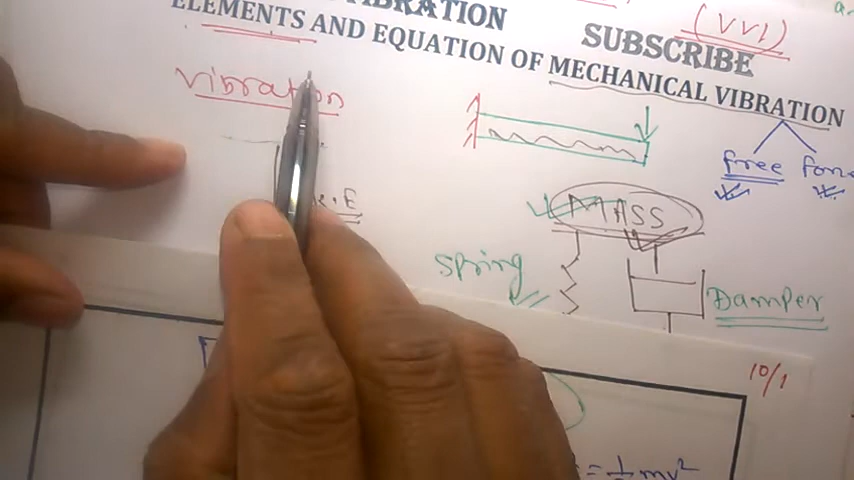 VIBRATION
SUBSCRIBE
(VVI)
ELEMENTS AND EQUATION OF MECHANICAL VIBRATION
Vibration
free
MASS
K.E
Spring
Damper
10/1
= 1/2 mv²